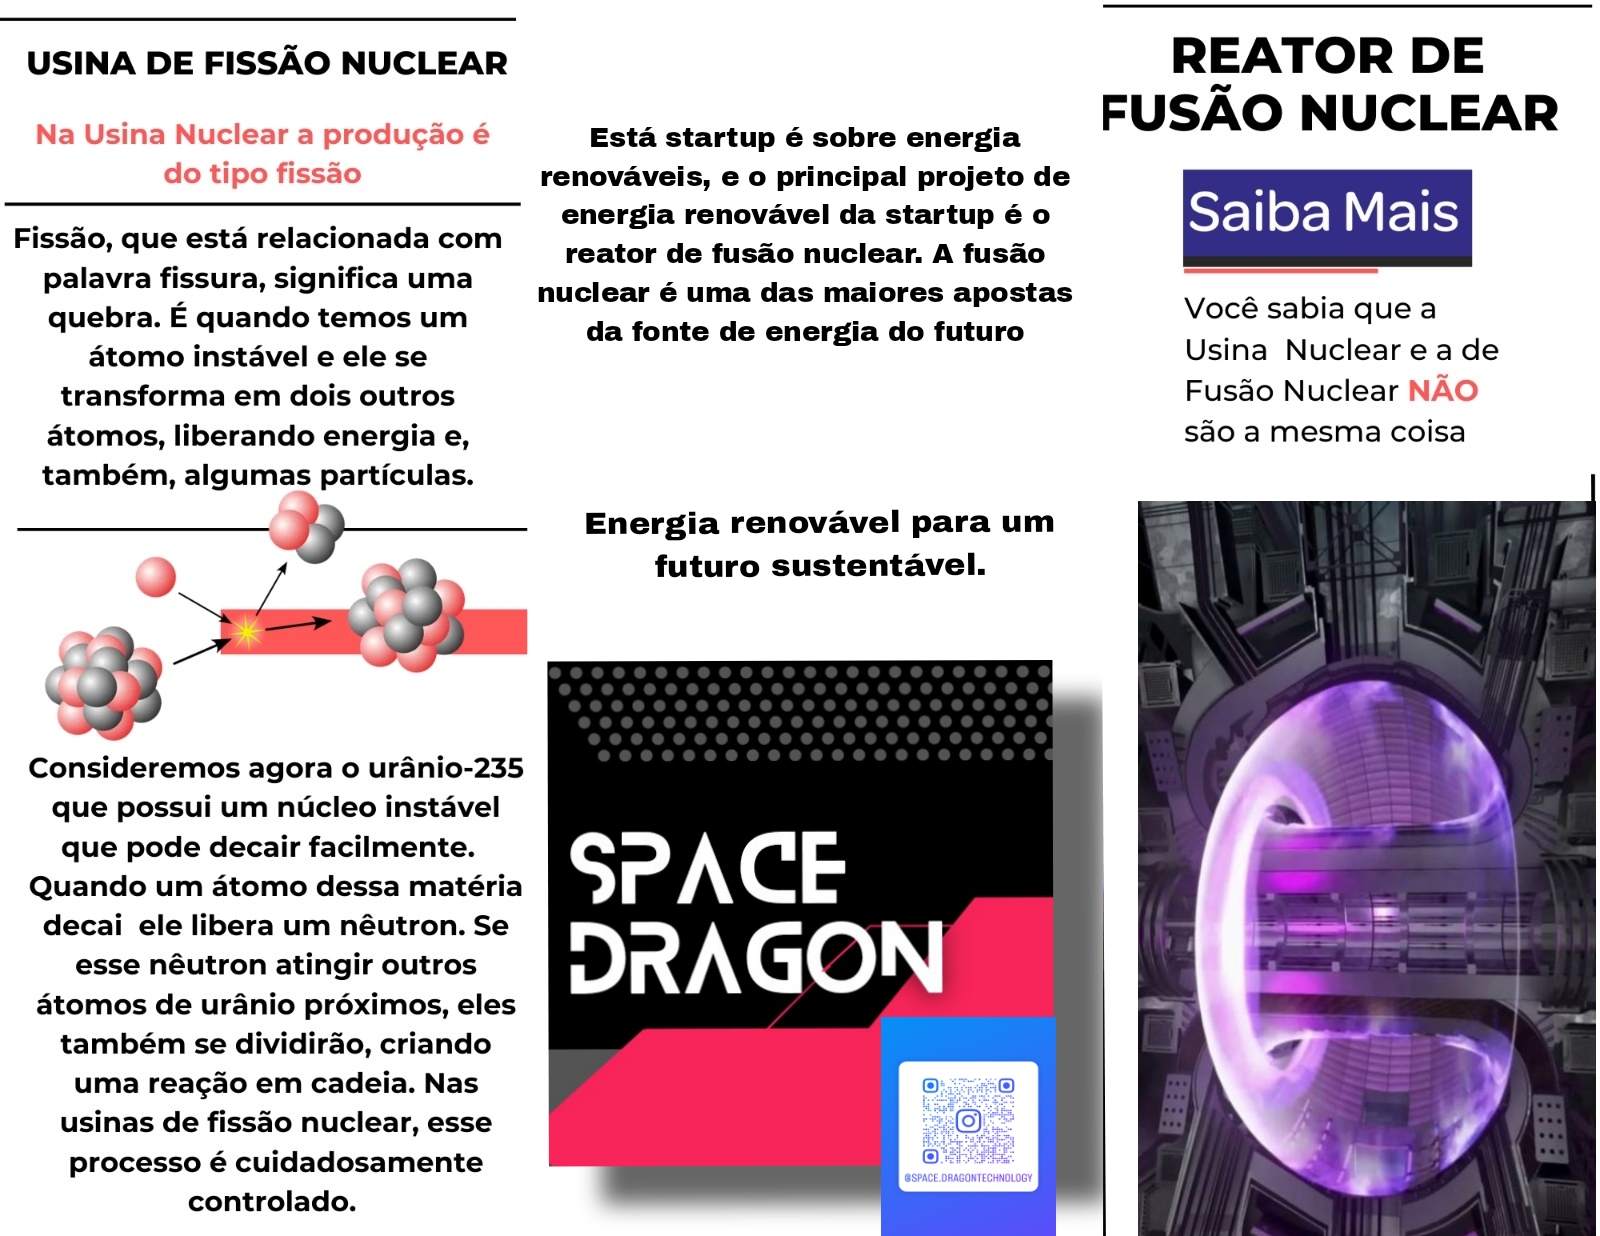 USINA DE FISSÃO NUCLEAR
Na Usina Nuclear a produção é
do tipo fissão
Fissão, que está relacionada com
palavra fissura, significa uma
quebra. É quando temos um
átomo instável e ele se
transforma em dois outros
átomos, liberando energia e,
também, algumas partículas.
Consideremos agora o urânio-235
que possui um núcleo instável
que pode decair facilmente.
Quando um átomo dessa matéria
decai  ele libera um nêutron. Se
esse nêutron atingir outros
átomos de urânio próximos, eles
também se dividirão, criando
uma reação em cadeia. Nas
usinas de fissão nuclear, esse
processo é cuidadosamente
controlado.
Está startup é sobre energia
renováveis, e o principal projeto de
energia renovável da startup é o
reator de fusão nuclear. A fusão
nuclear é uma das maiores apostas
da fonte de energia do futuro
Energia renovável para um
futuro sustentável.
SPACE
DRAGON
@SPACE.DRAGONTECHNOLOGY
REATOR DE
FUSÃO NUCLEAR
Saiba Mais
Você sabia que a
Usina  Nuclear e a de
Fusão Nuclear NÃO
são a mesma coisa